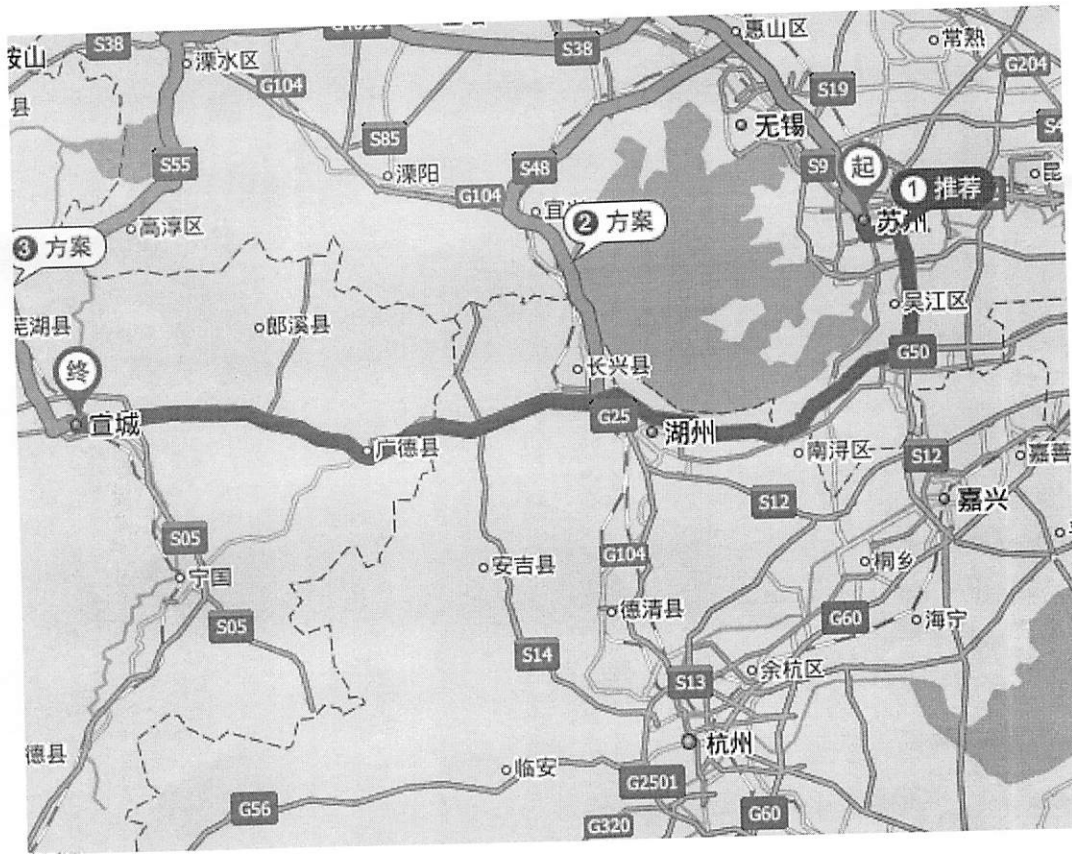 S38
溧水区
G104
S85
溧阳
S55
高淳区
3 方案
芜湖县
郎溪县
终
宣城
广德县
S05
宁国
S05
德县
G56
临安
S14
安吉县
G104
德清县
S13
余杭区
杭州
G2501
G320
G60
S38
惠山区
常熟
G204
S19
无锡
S48
G104
2 方案
S9
起
1 推荐
苏州
吴江区
G50
长兴县
G25
湖州
南浔区
S12
S12
嘉善
嘉兴
桐乡
G60
海宁